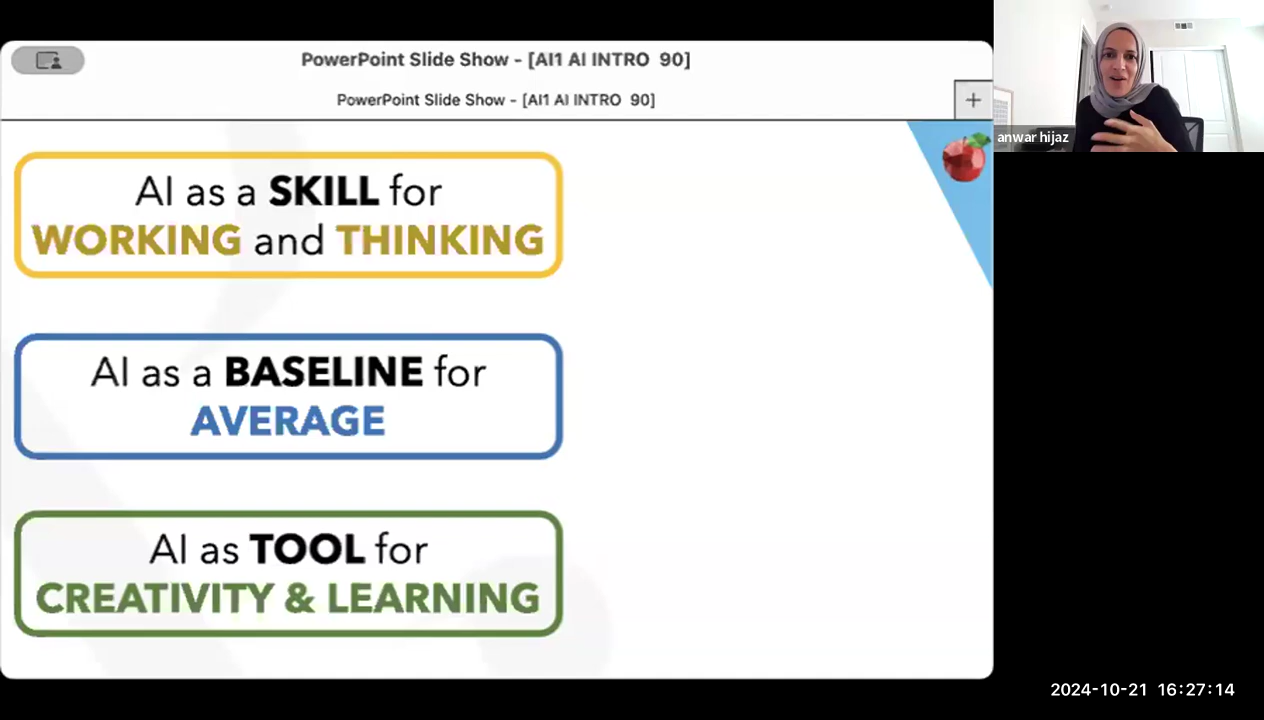 PowerPoint Slide Show - [AI1 AI INTRO 90]
PowerPoint Slide Show - [AI1 AI INTRO 90]
+
anwar hijaz
AI as a SKILL for
WORKING and THINKING
AI as a BASELINE for
AVERAGE
AI as TOOL for
CREATIVITY & LEARNING
2024-10-21 16:27:14